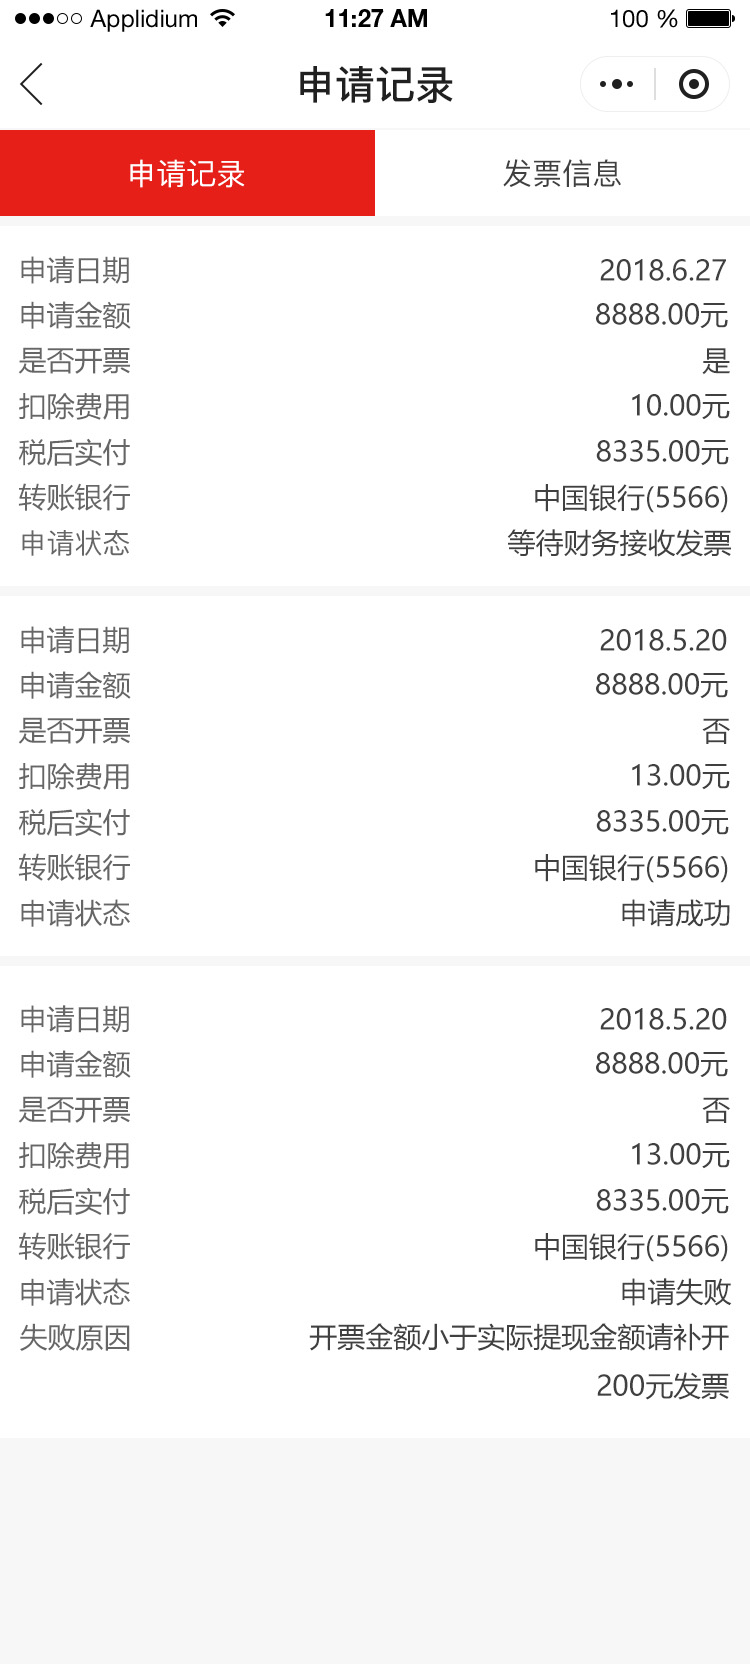 Applidium 11:27 AM 100 %
申请记录
申请记录 发票信息
申请日期 2018.6.27
申请金额 8888.00元
是否开票 是
扣除费用 10.00元
税后实付 8335.00元
转账银行 中国银行(5566)
申请状态 等待财务接收发票
申请日期 2018.5.20
申请金额 8888.00元
是否开票 否
扣除费用 13.00元
税后实付 8335.00元
转账银行 中国银行(5566)
申请状态 申请成功
申请日期 2018.5.20
申请金额 8888.00元
是否开票 否
扣除费用 13.00元
税后实付 8335.00元
转账银行 中国银行(5566)
申请状态 申请失败
失败原因 开票金额小于实际提现金额请补开
200元发票